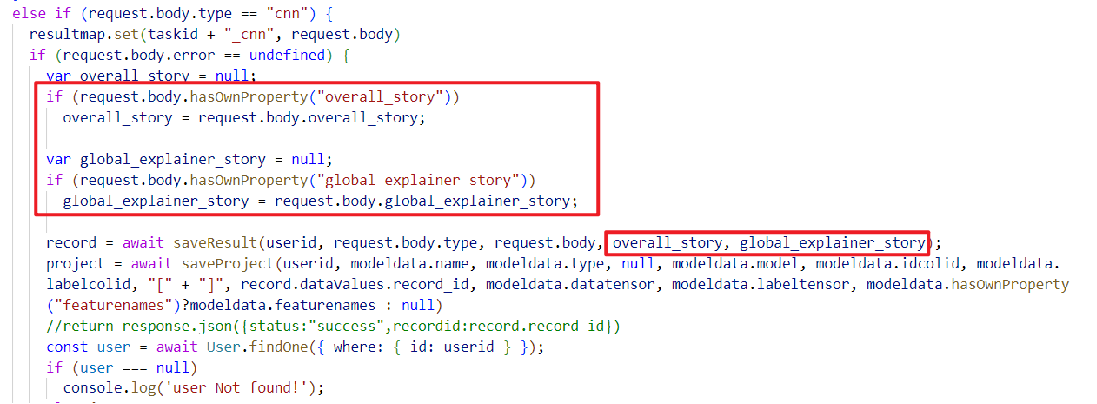 else if (request.body.type == "cnn") {
resultmap.set(taskid + "_cnn", request.body)
if (request.body.error == undefined) {
var overall_story = null;
if (request.body.hasOwnProperty("overall_story"))
overall_story = request.body.overall_story;
var global_explainer_story = null;
if (request.body.hasOwnProperty("global explainer story"))
global_explainer_story = request.body.global_explainer_story;
record = await saveResult(userid, request.body.type, request.body, overall_story, global_explainer_story);
project = await saveProject(userid, modeldata.name, modeldata.type, null, modeldata.model, modeldata.idcolid, modeldata.
labelcolid, "[" + "]", record.dataValues.record_id, modeldata.datatensor, modeldata.labeltensor, modeldata.hasOwnProperty
("featurenames")?modeldata.featurenames : null)
//return response.json({status:"success",recordid:record.record id})
const user = await User.findOne({ where: { id: userid } });
if (user === null)
console.log('user Not found!');